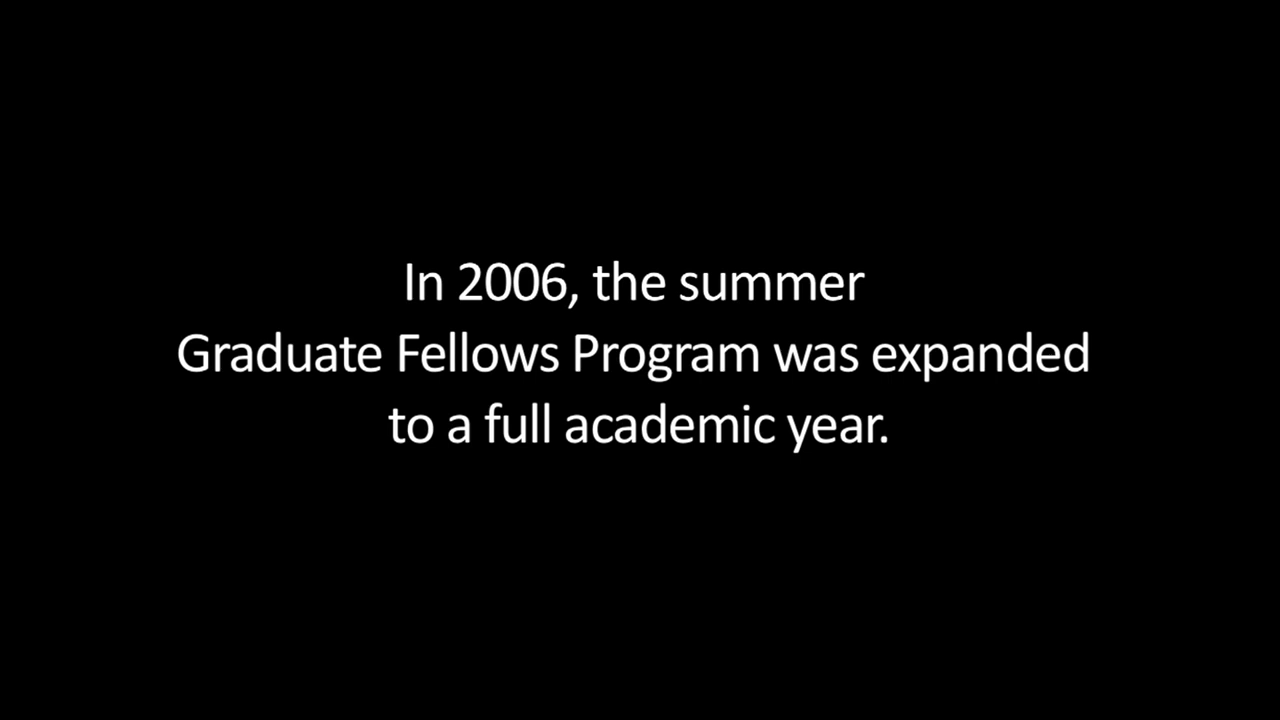 In 2006, the summer
Graduate Fellows Program was expanded
to a full academic year.